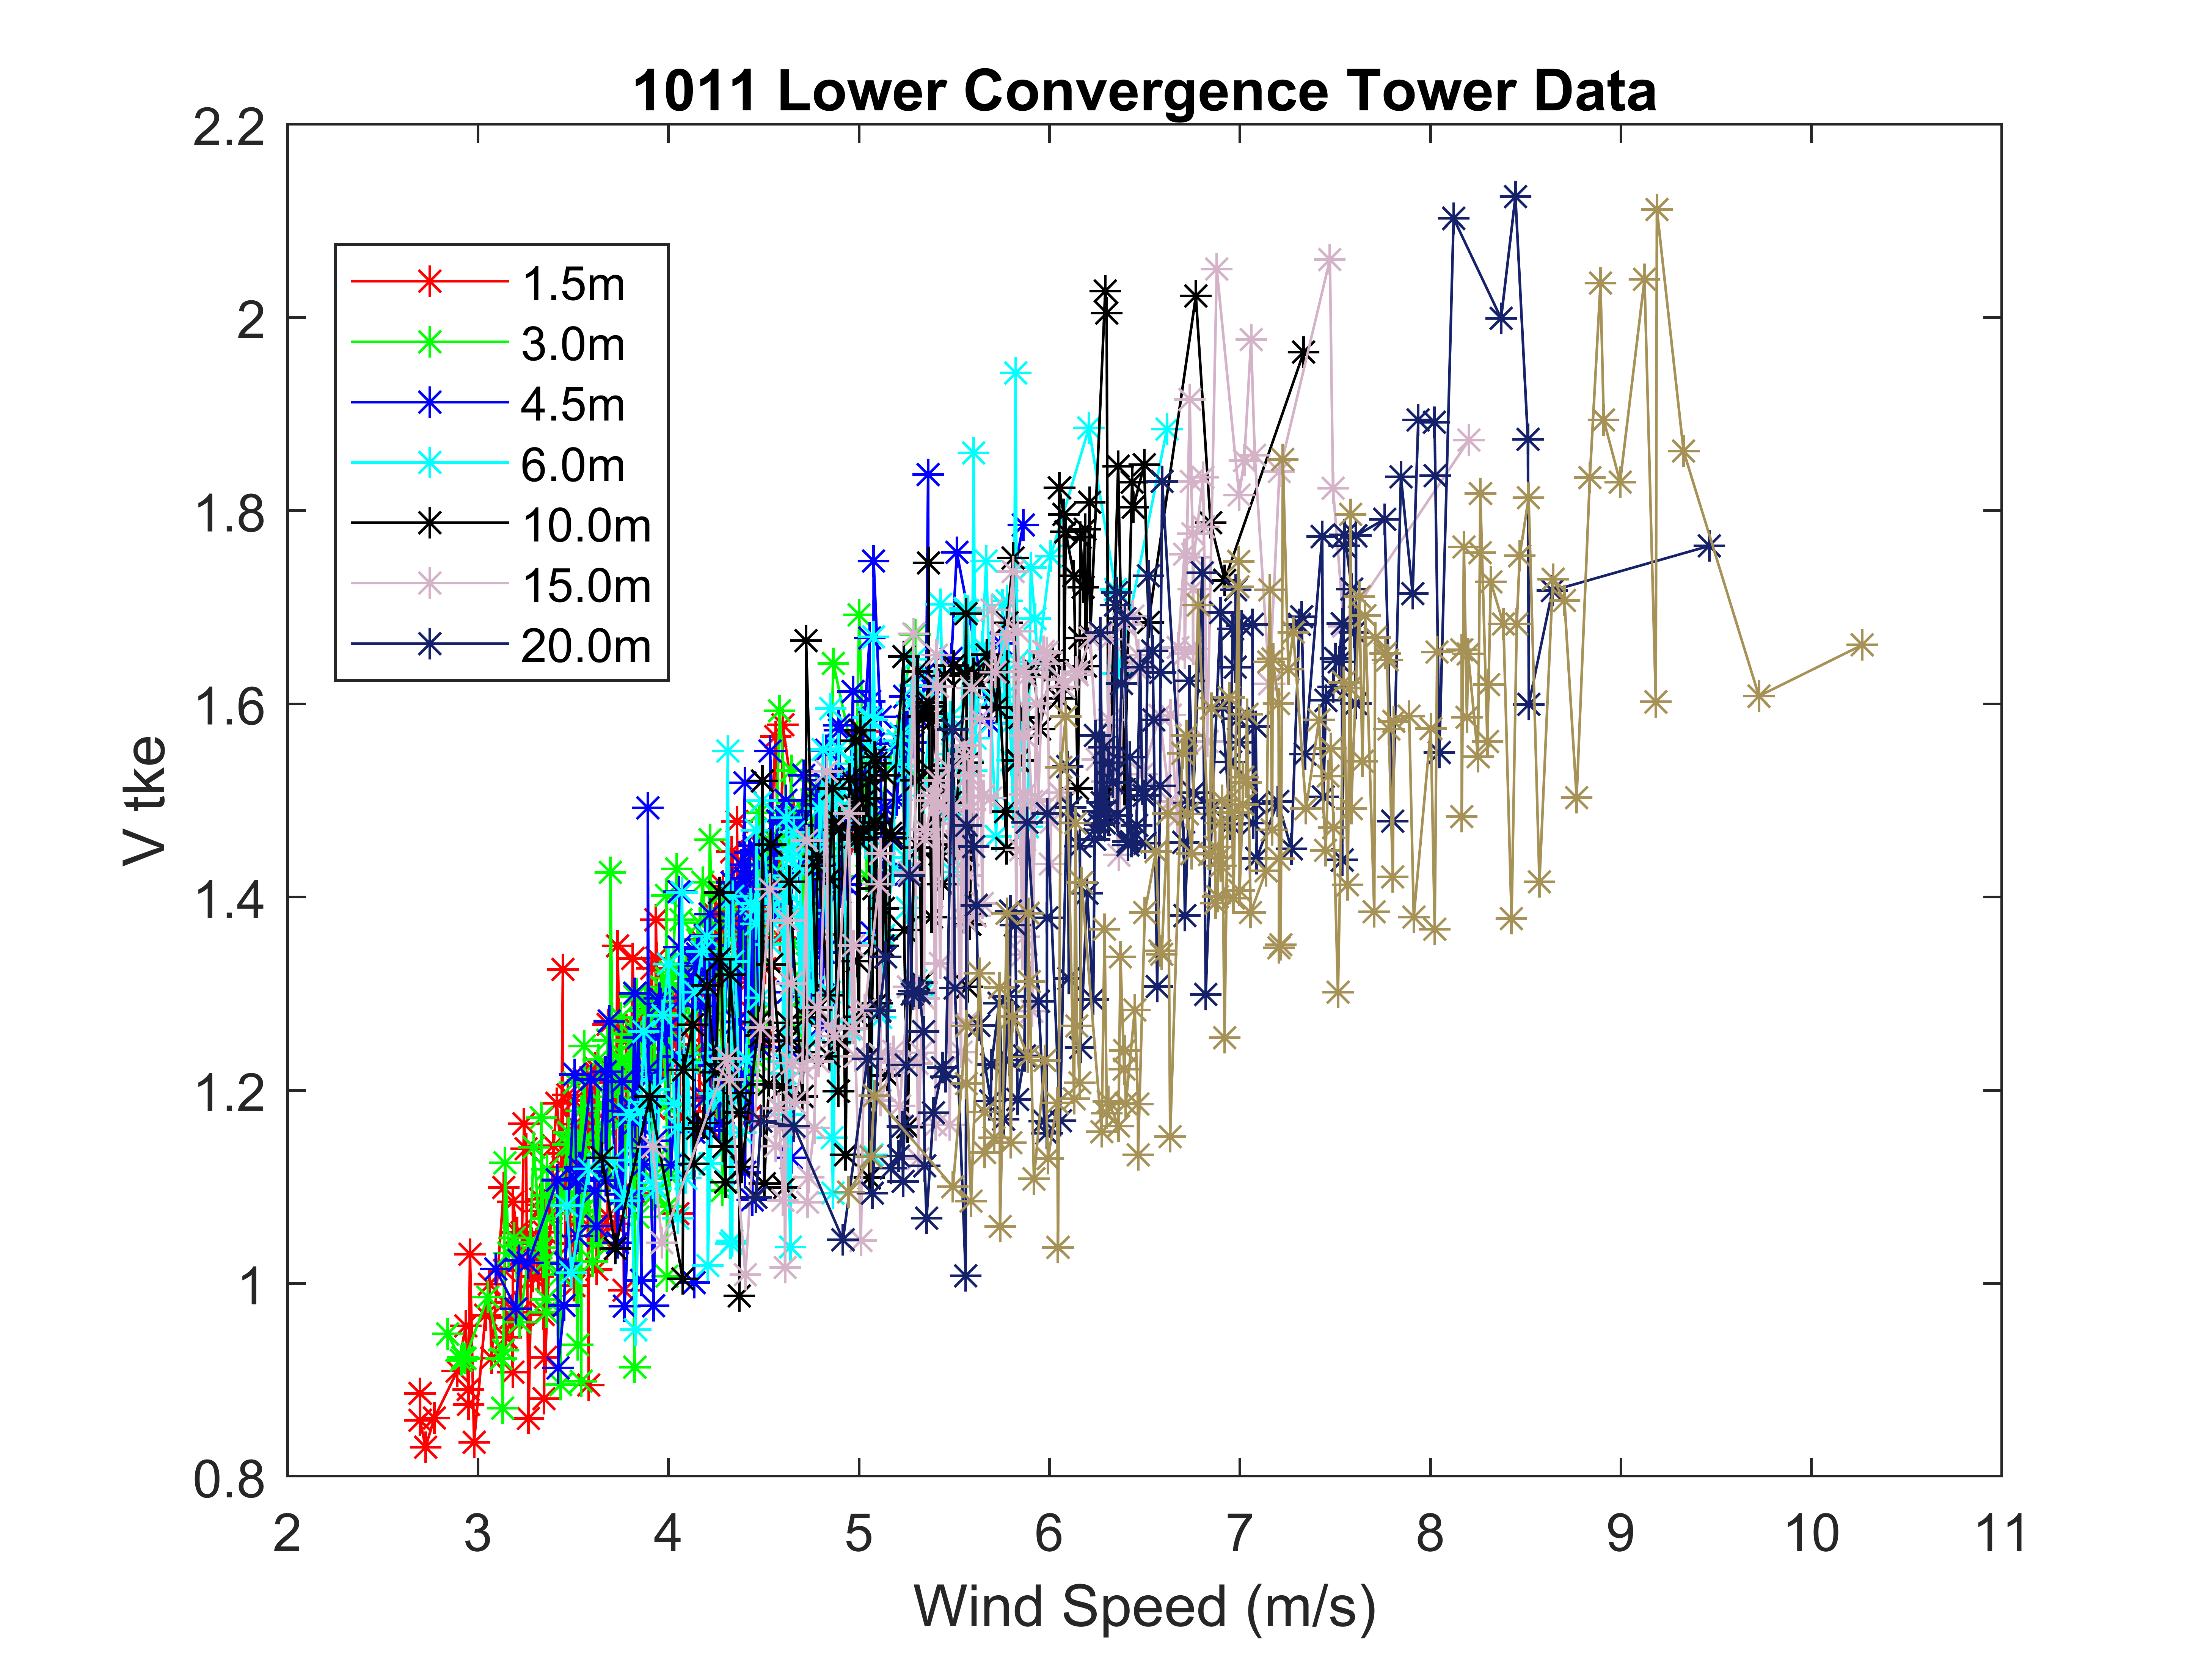 1011 Lower Convergence Tower Data
2.2
2
1.8
1.6
1.4
1.2
1
0.8
V tke
1.5m
3.0m
4.5m
6.0m
10.0m
15.0m
20.0m
2 3 4 5 6 7 8 9 10 11
Wind Speed (m/s)